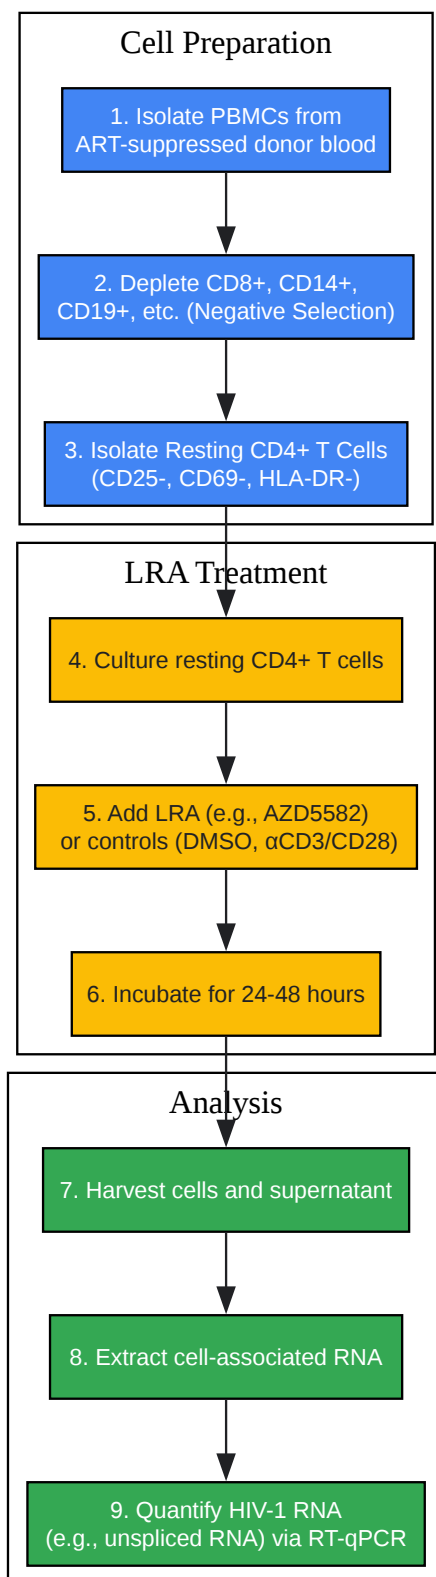 Cell Preparation
1. Isolate PBMCs from
ART-suppressed donor blood
2. Deplete CD8+, CD14+,
CD19+, etc. (Negative Selection)
3. Isolate Resting CD4+ T Cells
(CD25-, CD69-, HLA-DR-)
LRA Treatment
4. Culture resting CD4+ T cells
5. Add LRA (e.g., AZD5582)
or controls (DMSO, αCD3/CD28)
6. Incubate for 24-48 hours
Analysis
7. Harvest cells and supernatant
8. Extract cell-associated RNA
9. Quantify HIV-1 RNA
(e.g., unspliced RNA) via RT-qPCR